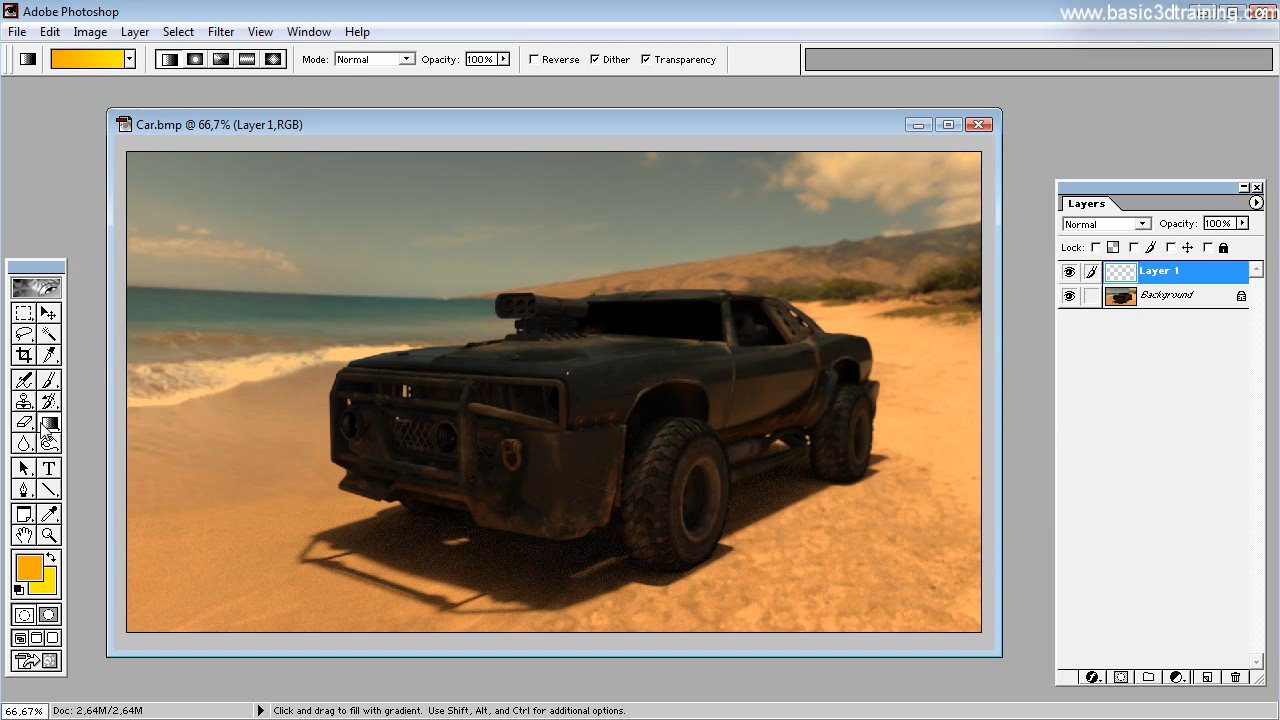 Adobe Photoshop
www.basic3dtraining.com
File Edit Image Layer Select Filter View Window Help
Mode: Normal Opacity: 100% Reverse Dither Transparency
Car.bmp @ 66,7% (Layer 1,RGB)
Layers
Normal Opacity: 100%
Lock:
Layer 1
Background
T
66,67% Doc: 2,64M/2,64M Click and drag to fill with gradient. Use Shift, Alt, and Ctrl for additional options.